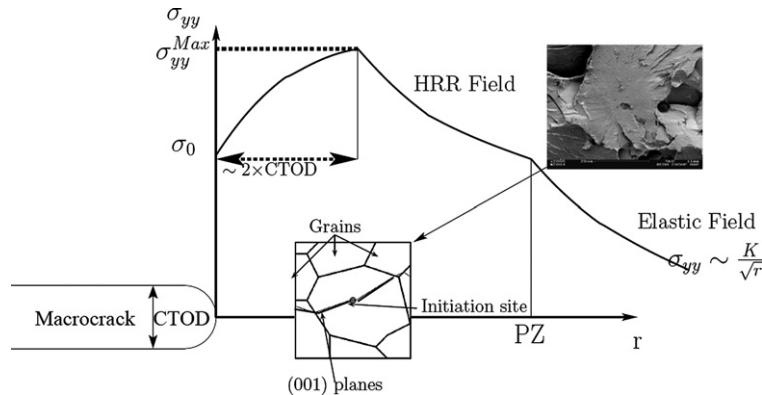 σ_yy
σ_yy^Max
HRR Field
σ_0
~ 2×CTOD
Grains
Elastic Field
σ_yy ~ K/√r
Macrocrack
CTOD
Initiation site
PZ
r
(001) planes